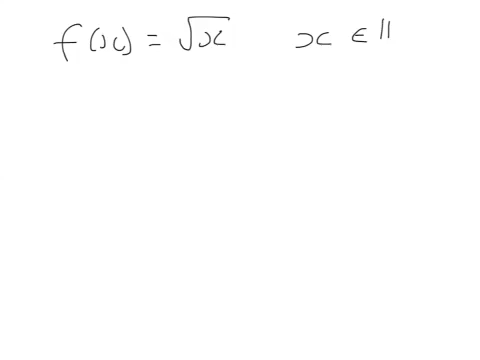 f(x) = √x x ∈